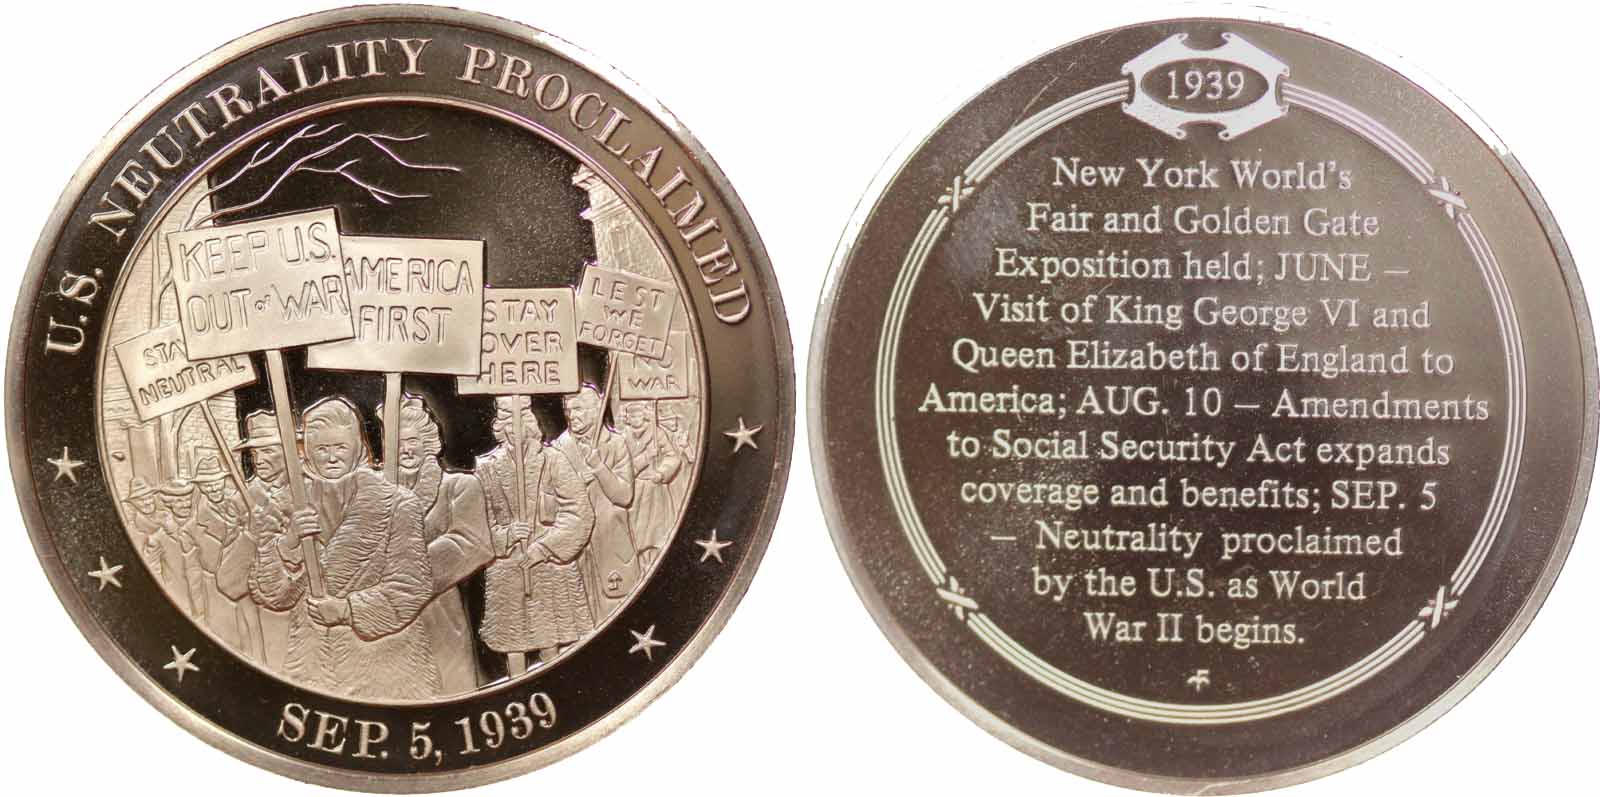 U.S. NEUTRALITY PROCLAIMED
KEEP U.S.
OUT of WAR
AMERICA
FIRST
STAY
OVER
HERE
LEST
WE
FORGET
NO
WAR
STAY
NEUTRAL
SEP. 5, 1939
1939
New York World's
Fair and Golden Gate
Exposition held; JUNE –
Visit of King George VI and
Queen Elizabeth of England to
America; AUG. 10 – Amendments
to Social Security Act expands
coverage and benefits; SEP. 5
– Neutrality proclaimed
by the U.S. as World
War II begins.